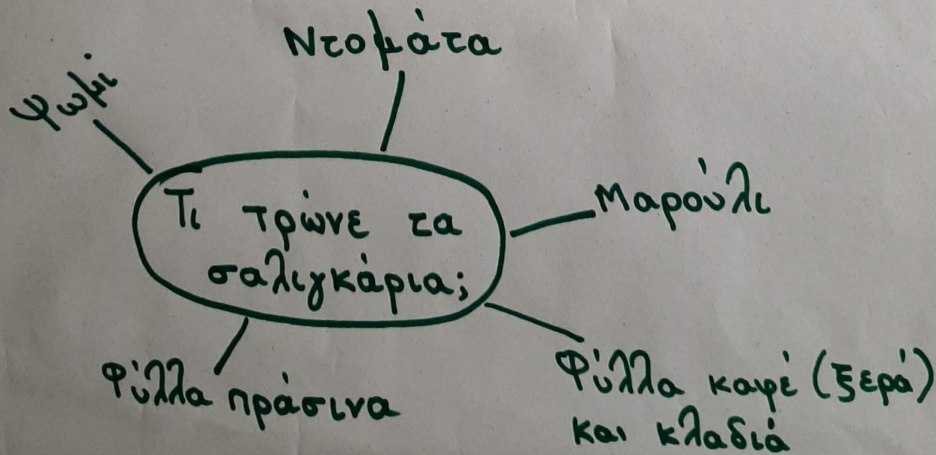 Ντομάτα
Ψωμί
Τι τρώνε τα
σαλιγκάρια;
Μαρούλι
Φύλλα πράσινα
Φύλλα καφέ (ξερά)
και κλαδιά